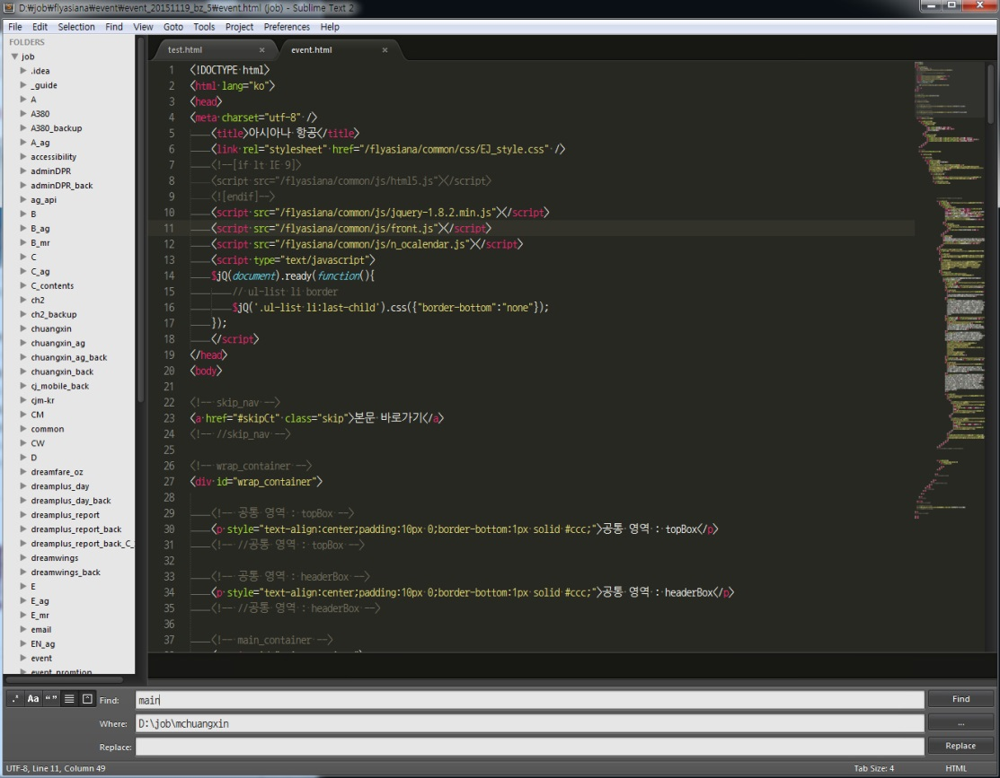 D:₩job₩flyasiana₩event₩event_20151119_bz_5₩event.html (job) - Sublime Text 2
File Edit Selection Find View Goto Tools Project Preferences Help
FOLDERS
job
.idea
_guide
A
A380
A380_backup
A_ag
accessibility
adminDPR
adminDPR_back
ag_api
B
B_ag
B_mr
C
C_ag
C_contents
ch2
ch2_backup
chuangxin
chuangxin_ag
chuangxin_ag_back
chuangxin_back
cj_mobile_back
cjm-kr
CM
common
CW
D
dreamfare_oz
dreamplus_day
dreamplus_day_back
dreamplus_report
dreamplus_report_back
dreamplus_report_back_C_
dreamwings
dreamwings_back
E
E_ag
E_mr
email
EN_ag
event
event_promtion
test.html × event.html ×
1 <!DOCTYPE html>
2 <html lang="ko">
3 <head>
4 <meta charset="utf-8" />
5 <title>아시아나 항공</title>
6 <link rel="stylesheet" href="/flyasiana/common/css/EJ_style.css" />
7 <!--[if lt IE 9]>
8 <script src="/flyasiana/common/js/html5.js"></script>
9 <![endif]-->
10 <script src="/flyasiana/common/js/jquery-1.8.2.min.js"></script>
11 <script src="/flyasiana/common/js/front.js"></script>
12 <script src="/flyasiana/common/js/n_ocalendar.js"></script>
13 <script type="text/javascript">
14 $jQ(document).ready(function(){
15 // ul-list li border
16 $jQ('.ul-list li:last-child').css({"border-bottom":"none"});
17 });
18 </script>
19 </head>
20 <body>
21
22 <!-- skip_nav -->
23 <a href="#skipCt" class="skip">본문 바로가기</a>
24 <!-- //skip_nav -->
25
26 <!-- wrap_container -->
27 <div id="wrap_container">
28
29 <!-- 공통 영역 : topBox -->
30 <p style="text-align:center;padding:10px 0;border-bottom:1px solid #ccc;">공통 영역 : topBox</p>
31 <!-- //공통 영역 : topBox -->
32
33 <!-- 공통 영역 : headerBox -->
34 <p style="text-align:center;padding:10px 0;border-bottom:1px solid #ccc;">공통 영역 : headerBox</p>
35 <!-- //공통 영역 : headerBox -->
36
37 <!-- main_container -->
.* Aa “” Find: main Find
Where: D:\job\mchuangxin ...
Replace: Replace
UTF-8, Line 11, Column 49 Tab Size: 4 HTML